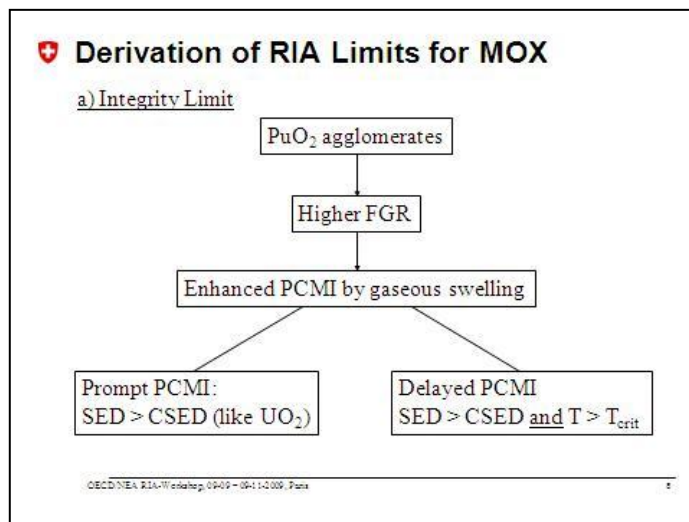 Derivation of RIA Limits for MOX
a) Integrity Limit
PuO2 agglomerates
Higher FGR
Enhanced PCMI by gaseous swelling
Prompt PCMI:
SED > CSED (like UO2)
Delayed PCMI
SED > CSED and T > Tcrit
OECD/NEA RIA-Workshop, 09-09 – 09-11-2009, Paris
8